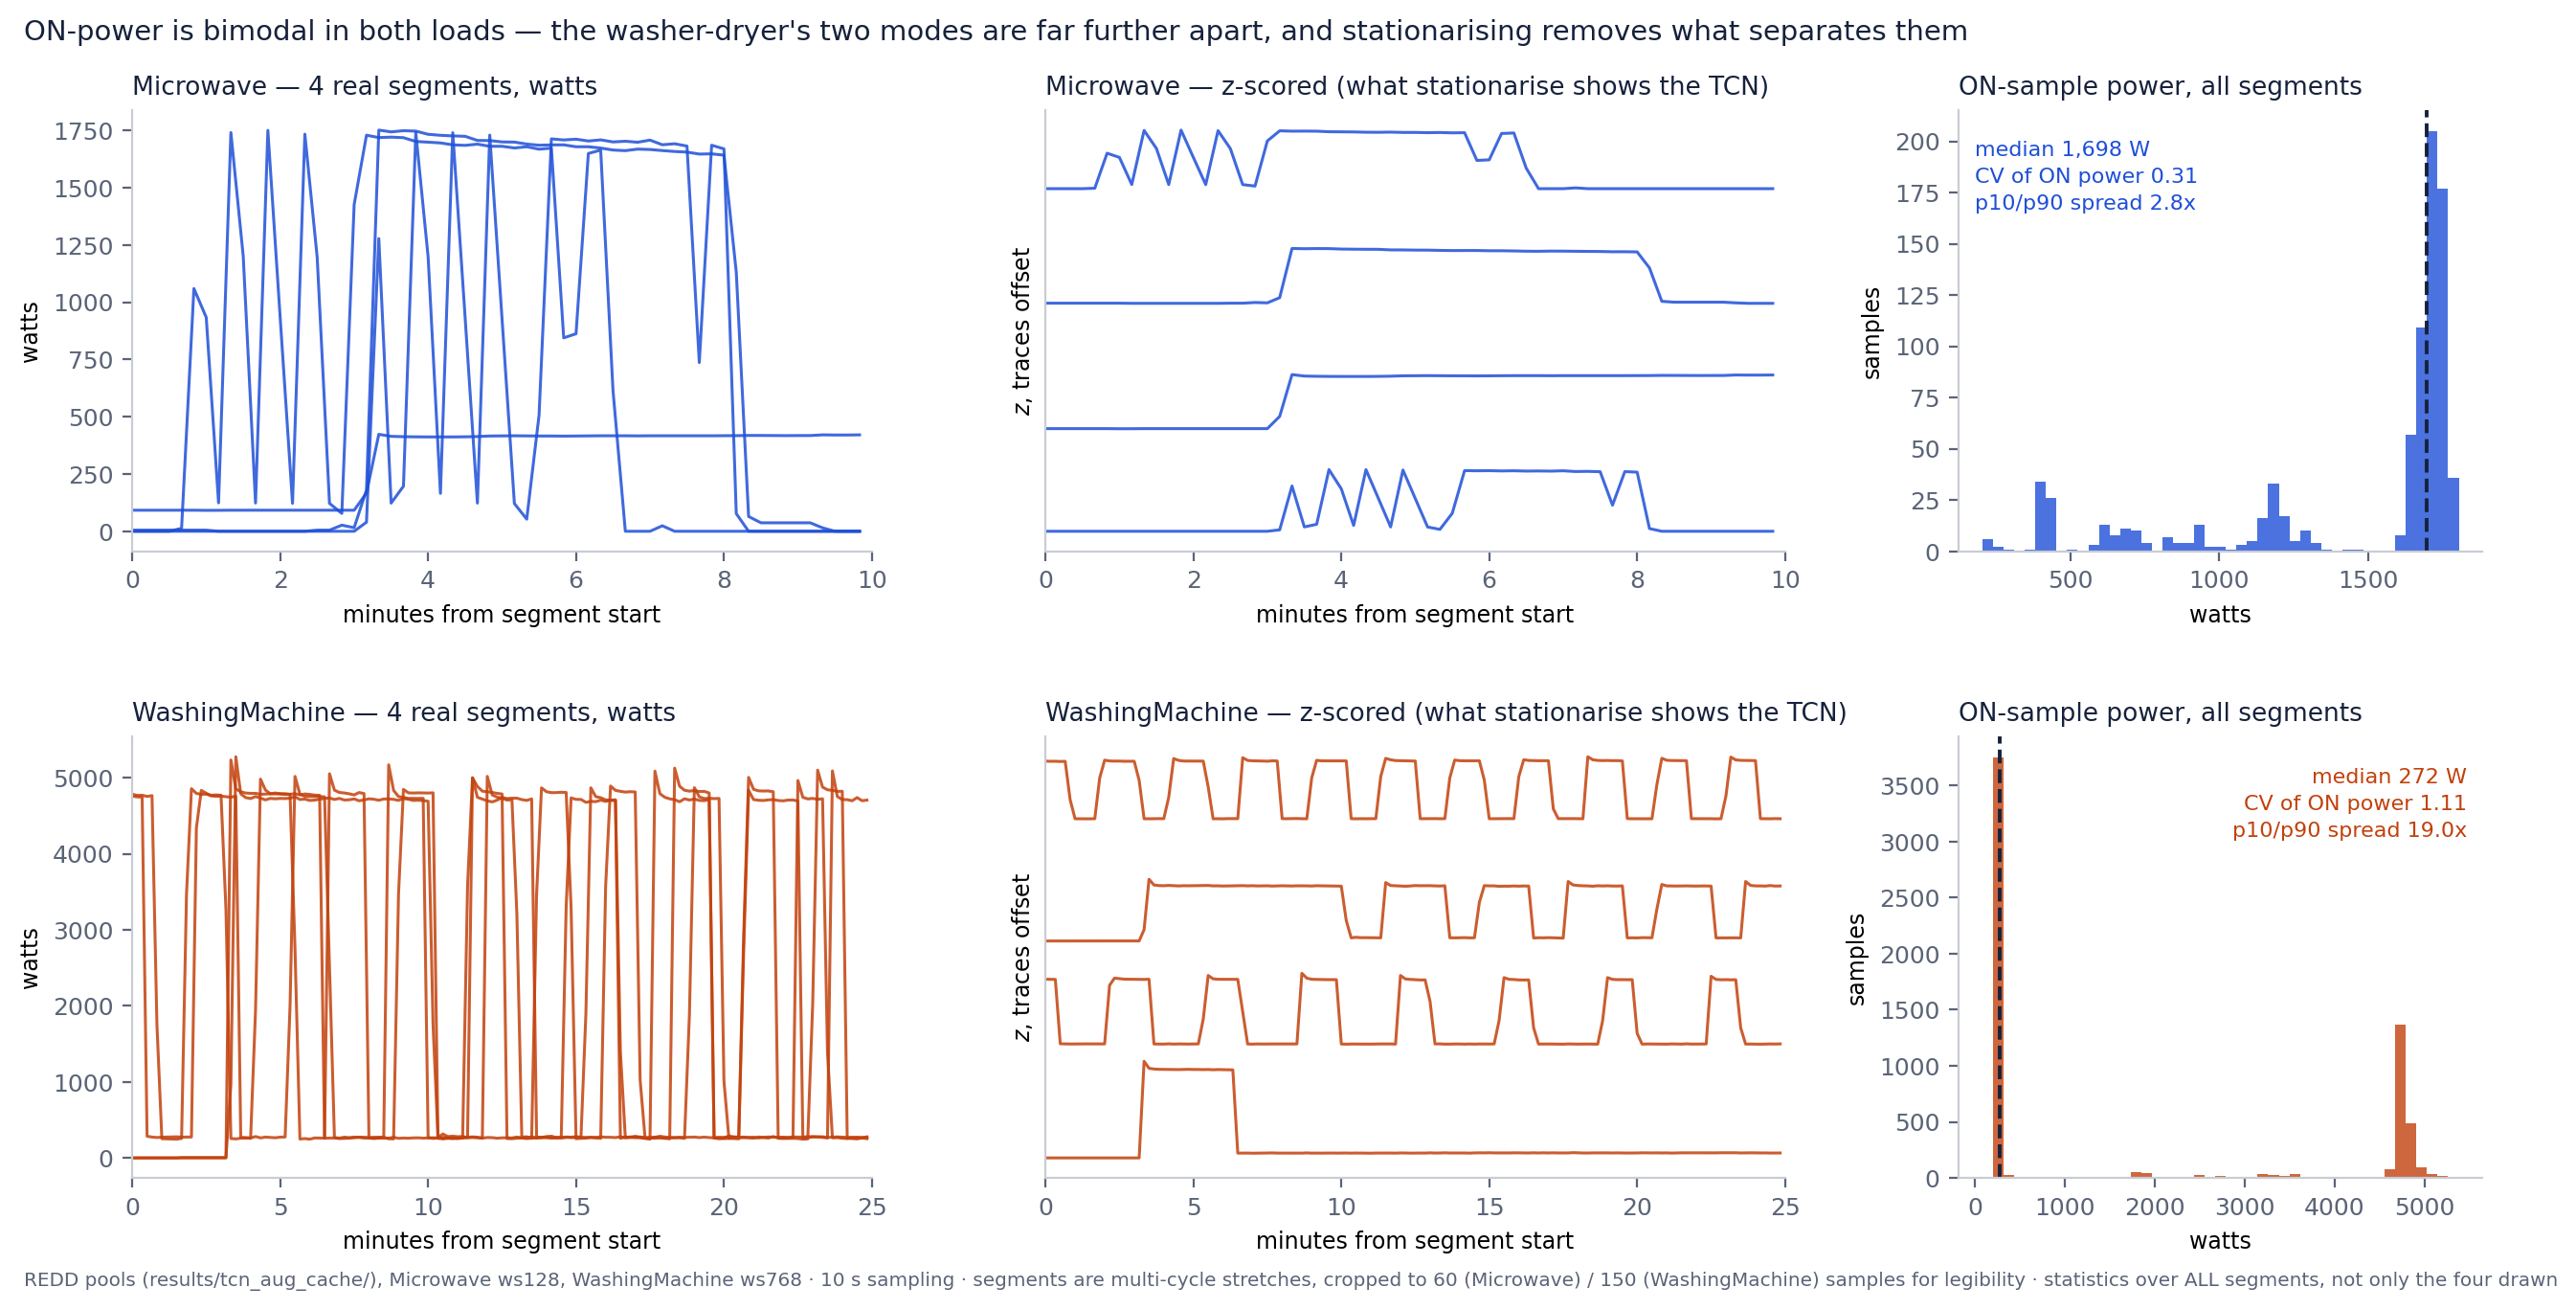 ON-power is bimodal in both loads — the washer-dryer's two modes are far further apart, and stationarising removes what separates them
Microwave — 4 real segments, watts
1750
1500
1250
1000
750
500
250
0
watts
0 2 4 6 8 10
minutes from segment start
Microwave — z-scored (what stationarise shows the TCN)
z, traces offset
0 2 4 6 8 10
minutes from segment start
ON-sample power, all segments
median 1,698 W
CV of ON power 0.31
p10/p90 spread 2.8x
200
175
150
125
100
75
50
25
0
samples
500 1000 1500
watts
WashingMachine — 4 real segments, watts
5000
4000
3000
2000
1000
0
watts
0 5 10 15 20 25
minutes from segment start
WashingMachine — z-scored (what stationarise shows the TCN)
z, traces offset
0 5 10 15 20 25
minutes from segment start
ON-sample power, all segments
median 272 W
CV of ON power 1.11
p10/p90 spread 19.0x
3500
3000
2500
2000
1500
1000
500
0
samples
0 1000 2000 3000 4000 5000
watts
REDD pools (results/tcn_aug_cache/), Microwave ws128, WashingMachine ws768 · 10 s sampling · segments are multi-cycle stretches, cropped to 60 (Microwave) / 150 (WashingMachine) samples for legibility · statistics over ALL segments, not only the four drawn